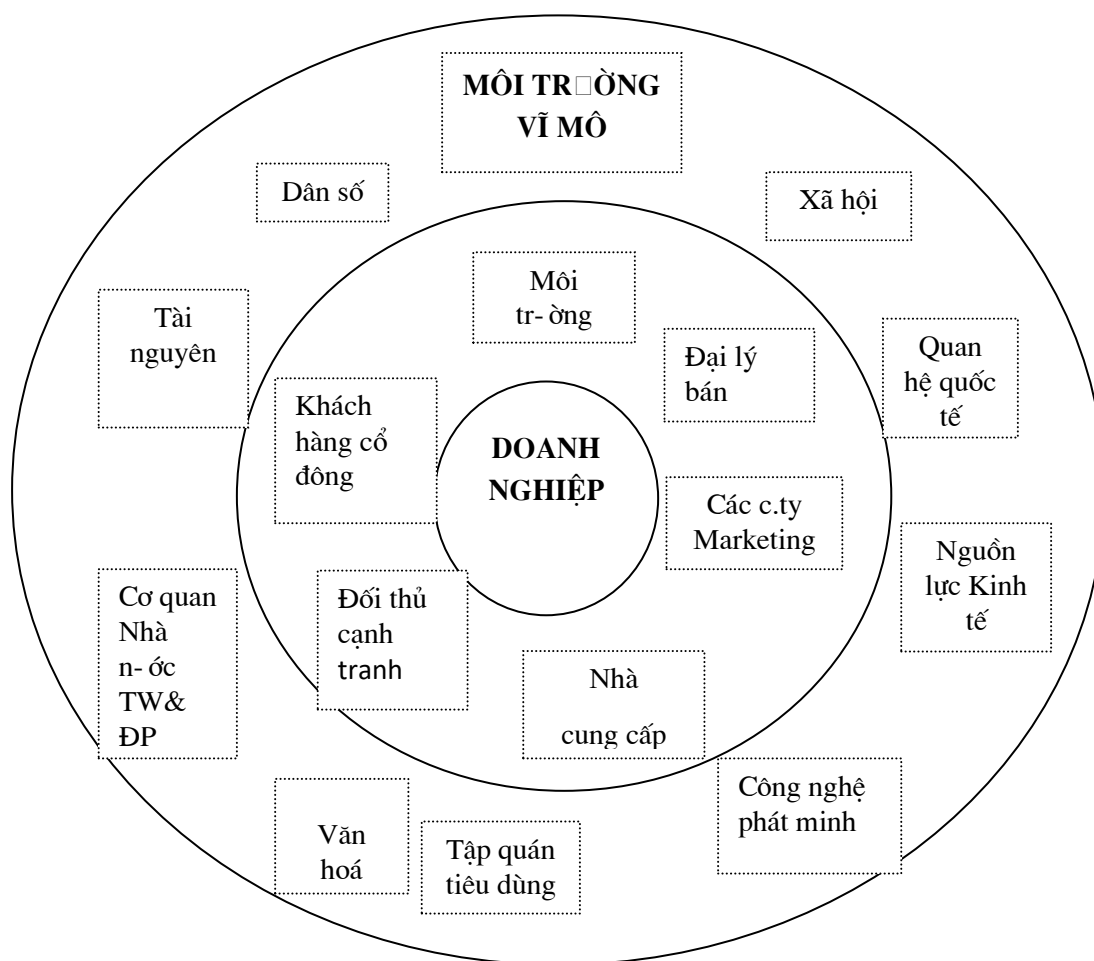 MÔI TR□ỜNG
VĨ MÔ
Dân số
Xã hội
Môi
tr- ờng
Tài
nguyên
Đại lý
bán
Quan
hệ quốc
tế
Khách
hàng cổ
đông
DOANH
NGHIỆP
Các c.ty
Marketing
Nguồn
lực Kinh
tế
Cơ quan
Nhà
n- ớc
TW&
ĐP
Đối thủ
cạnh
tranh
Nhà
cung cấp
Công nghệ
phát minh
Văn
hoá
Tập quán
tiêu dùng